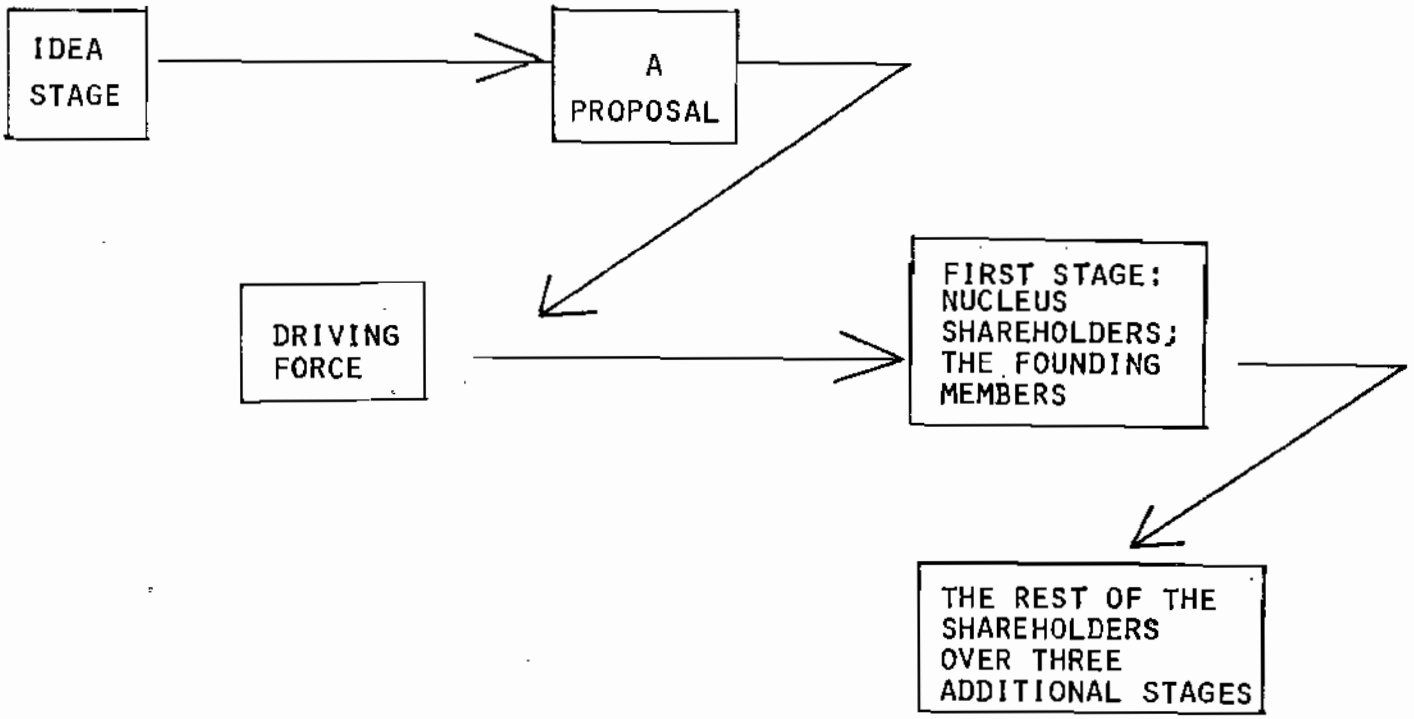 IDEA
STAGE
A
PROPOSAL
DRIVING
FORCE
FIRST STAGE:
NUCLEUS
SHAREHOLDERS;
THE FOUNDING
MEMBERS
THE REST OF THE
SHAREHOLDERS
OVER THREE
ADDITIONAL STAGES